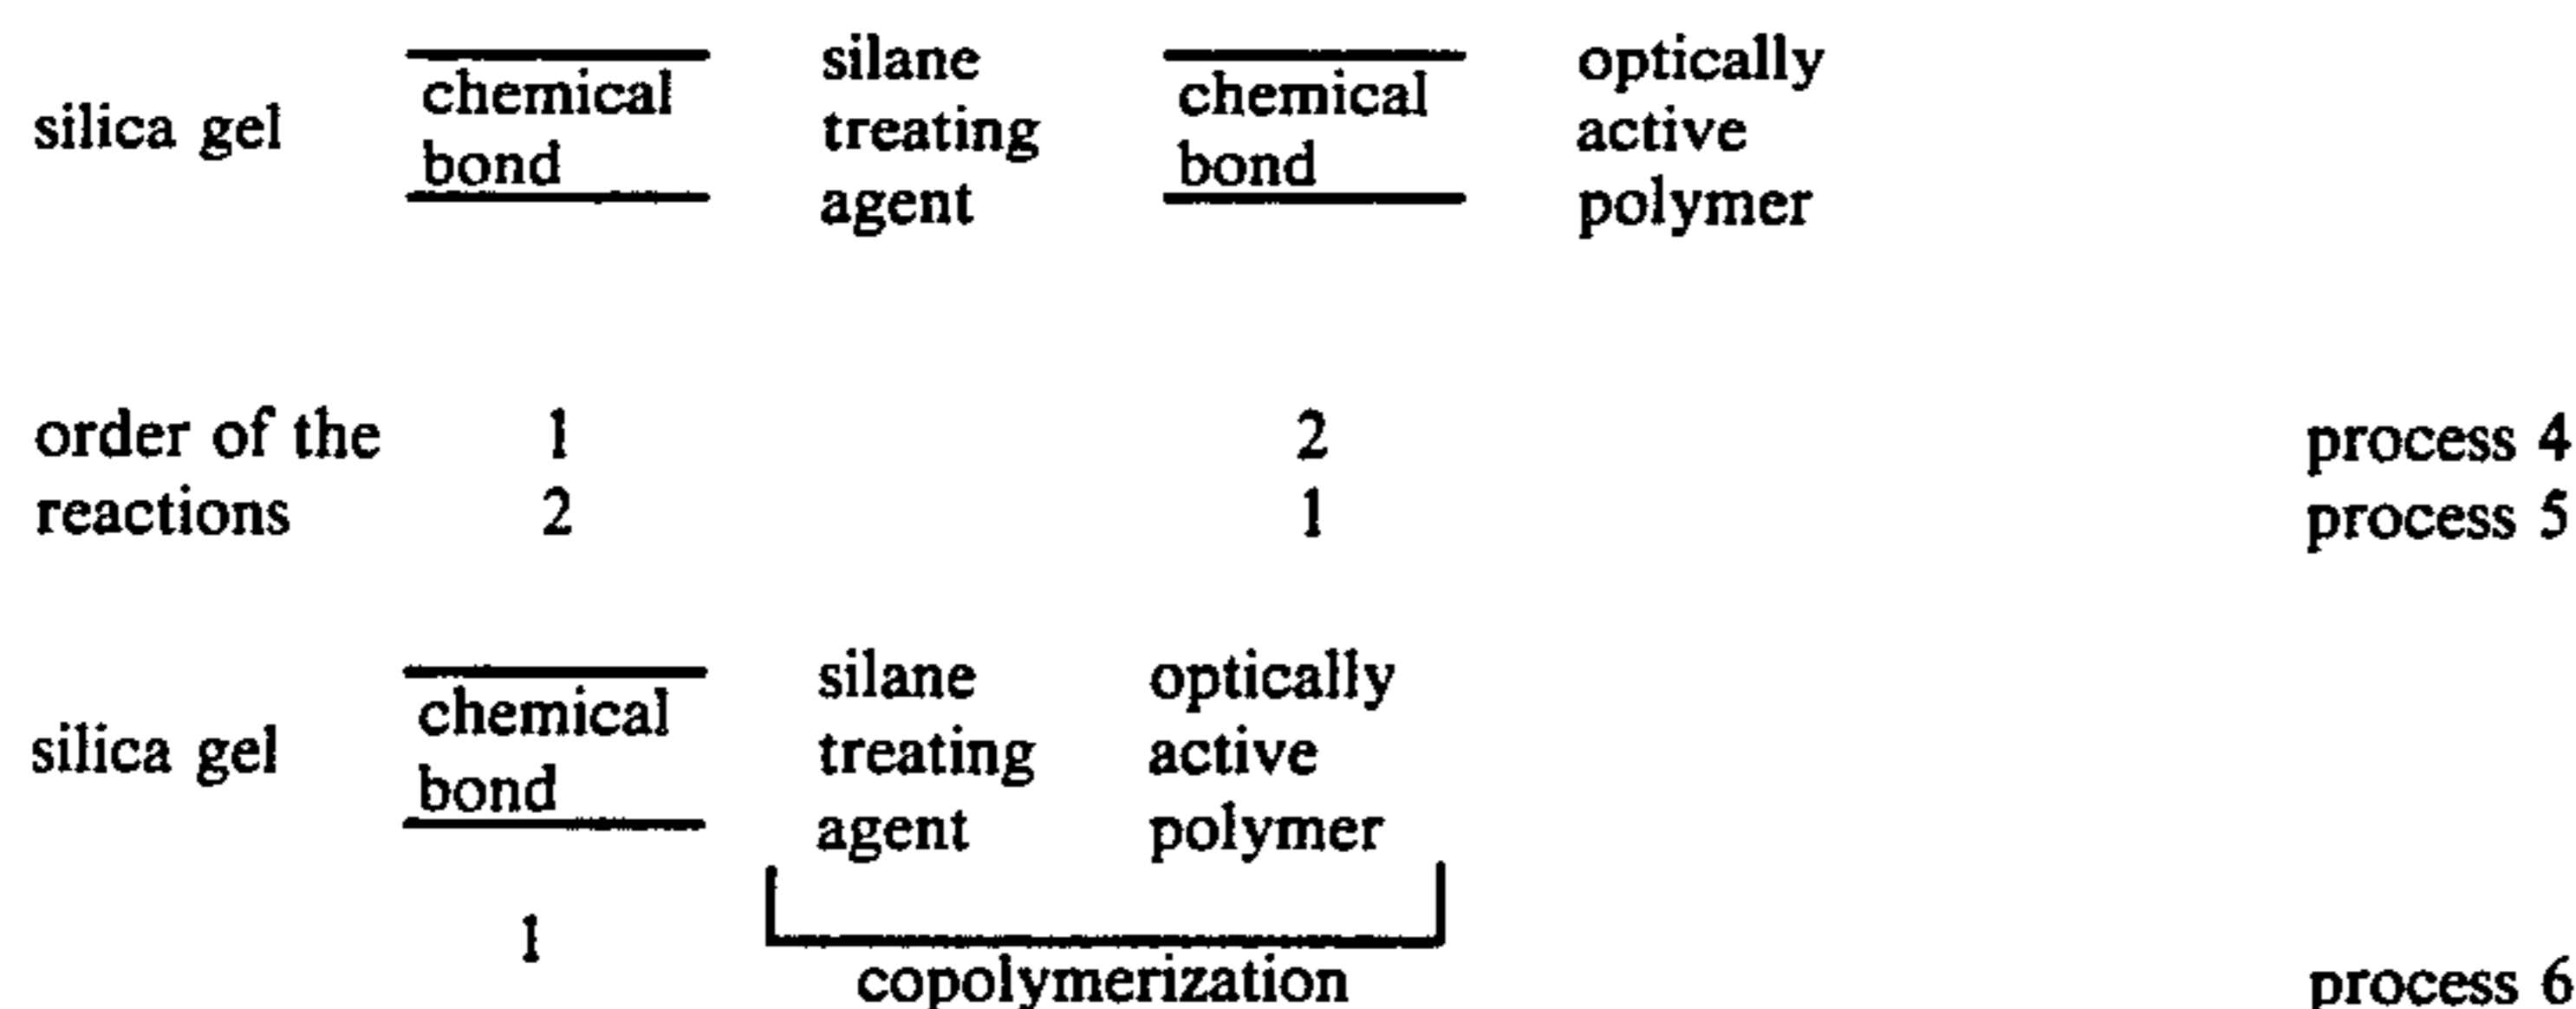 silica gel chemical bond silane treating agent chemical bond optically active polymer
order of the reactions
1 2 process 4
2 1 process 5
silica gel chemical bond silane treating agent optically active polymer
1
copolymerization
process 6